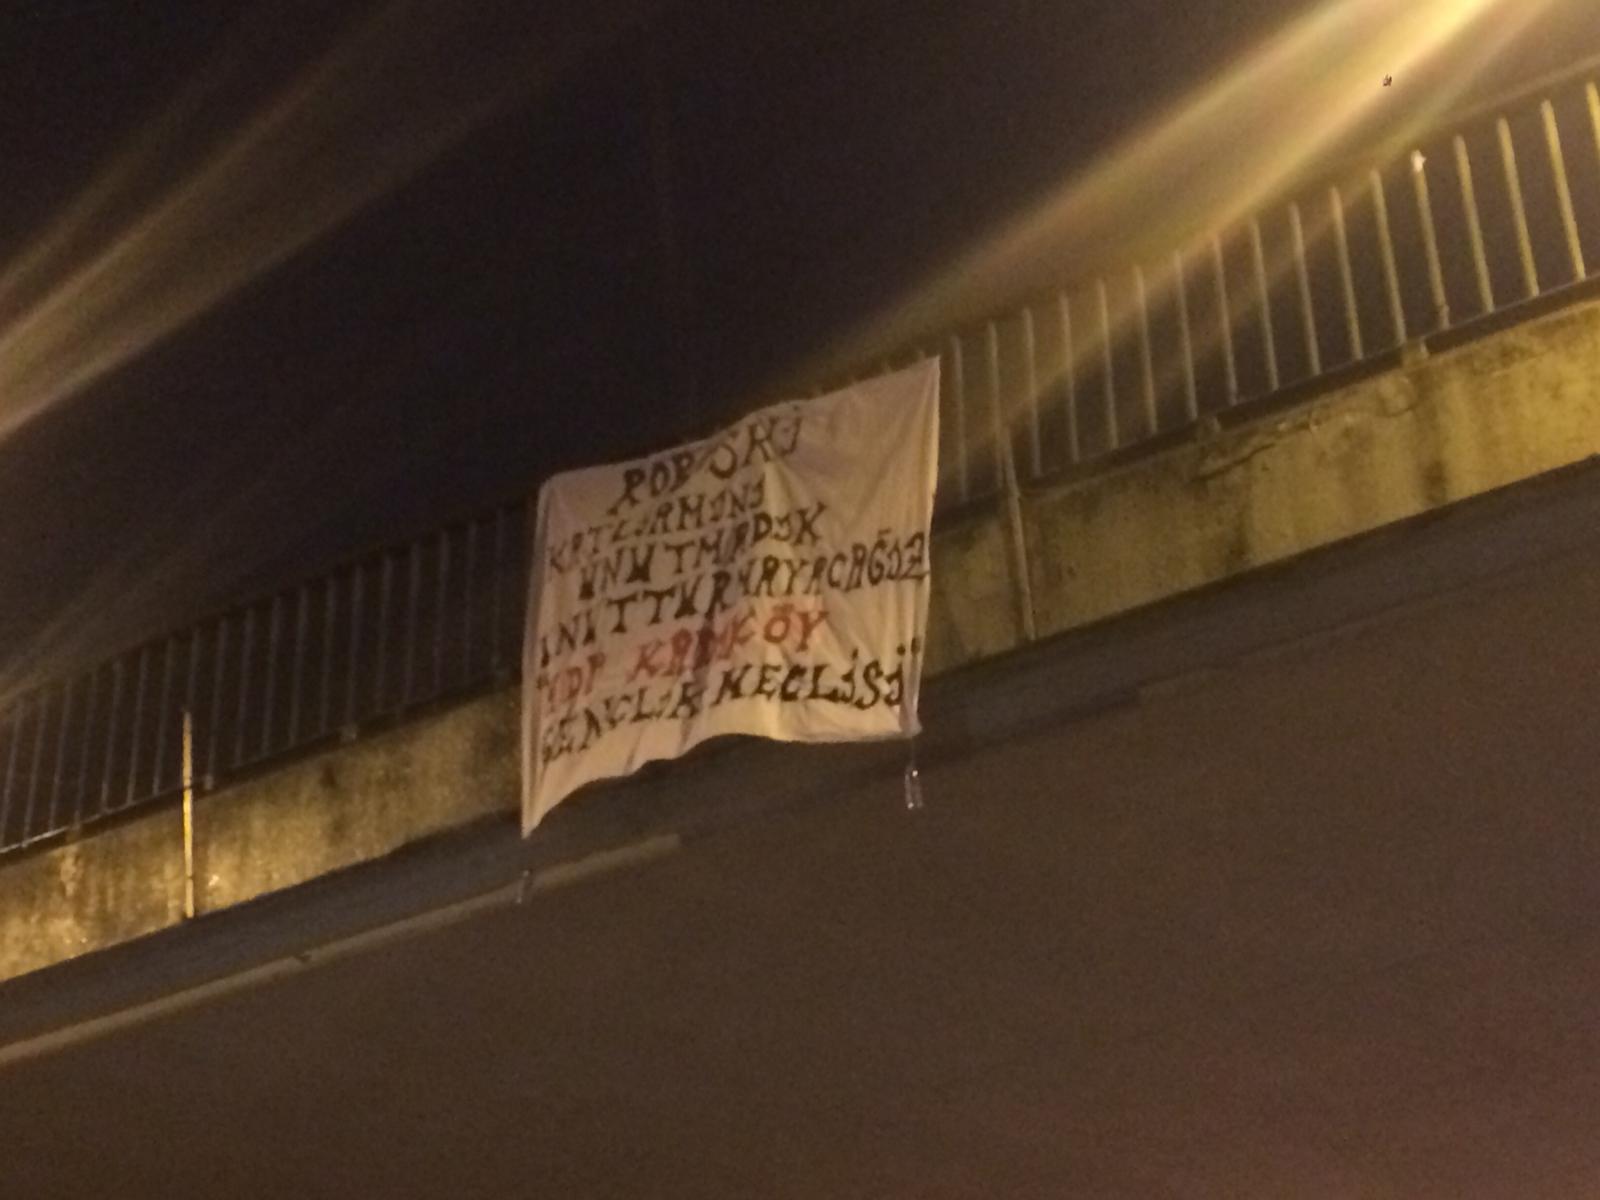 ROBOSKİ
KATLİAMINI
UNUTMADIK
UNUTTURMAYACAĞIZ
"HDP KADIKÖY
GENÇLİK MECLİSİ"